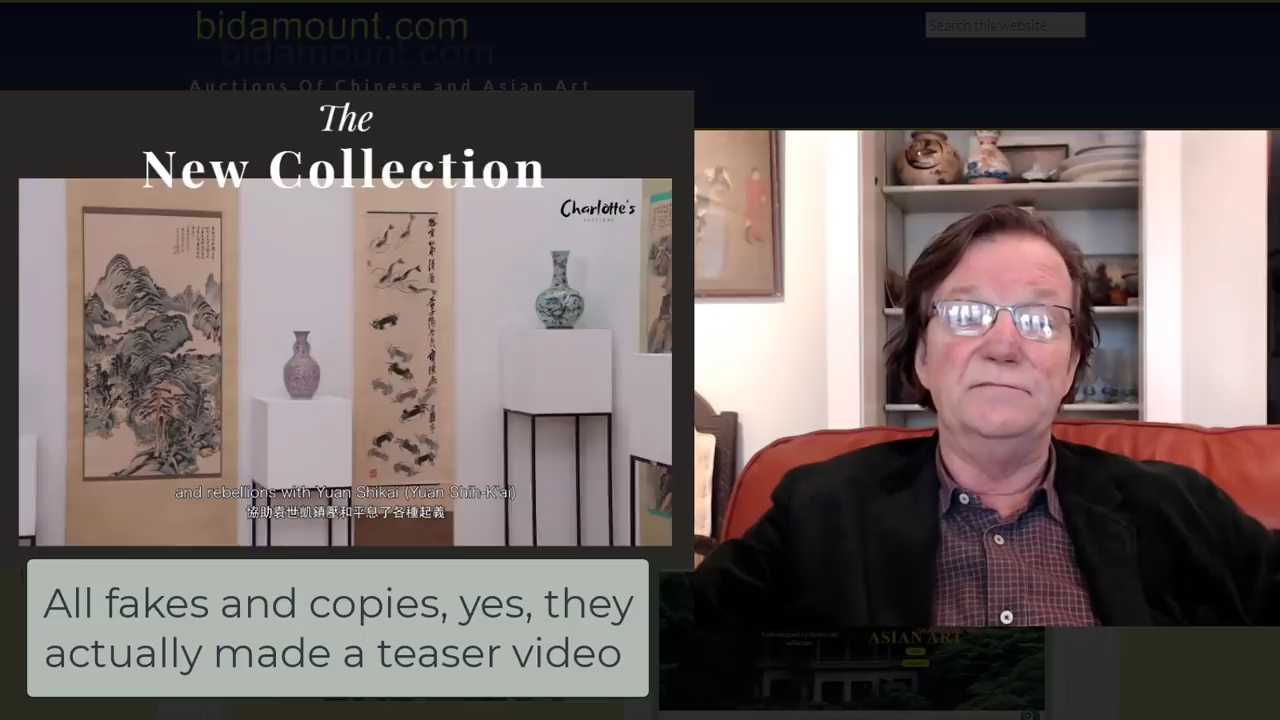 bidamount.com
bidamount.com
Search this website
Auctions Of Chinese and Asian Art
The
New Collection
Charlotte's
and rebellions with Yuan Shikai (Yuan Shih-K'ai)
協助袁世凱鎮壓和平息了各種起義
All fakes and copies, yes, they
actually made a teaser video
ASIAN ART